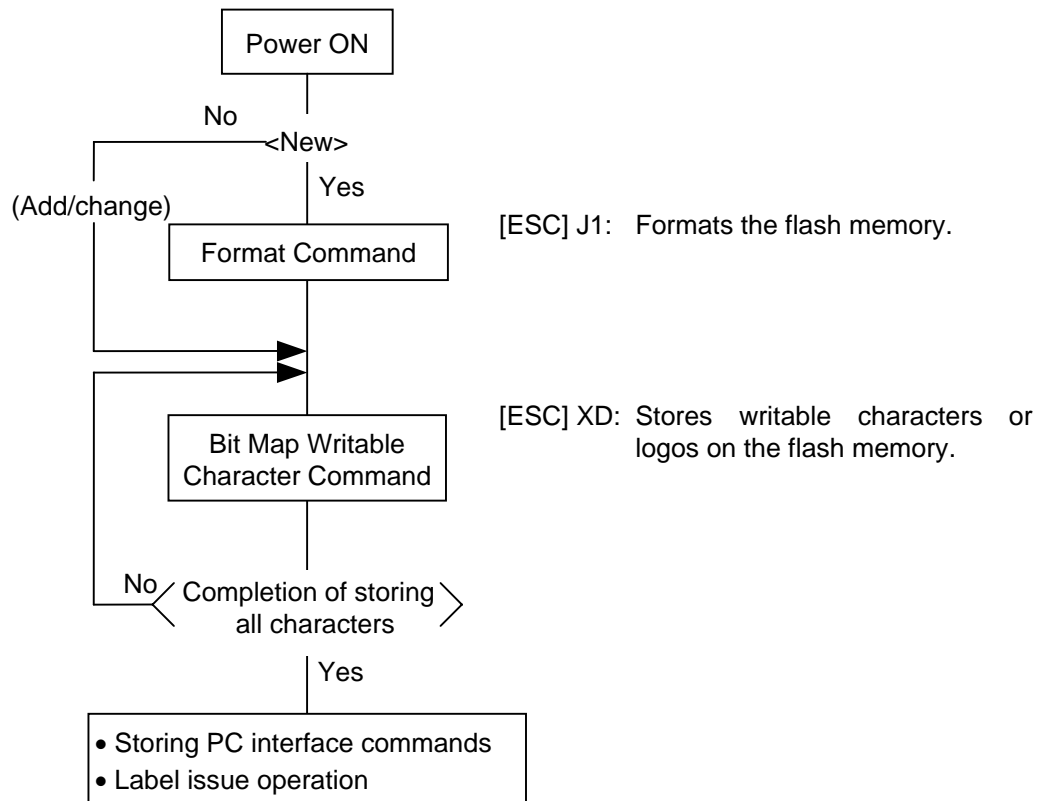 Power ON
No
<New>
Yes
(Add/change)
[ESC] J1: Formats the flash memory.
Format Command
[ESC] XD: Stores writable characters or
logos on the flash memory.
Bit Map Writable
Character Command
No
Completion of storing
all characters
Yes
• Storing PC interface commands
• Label issue operation